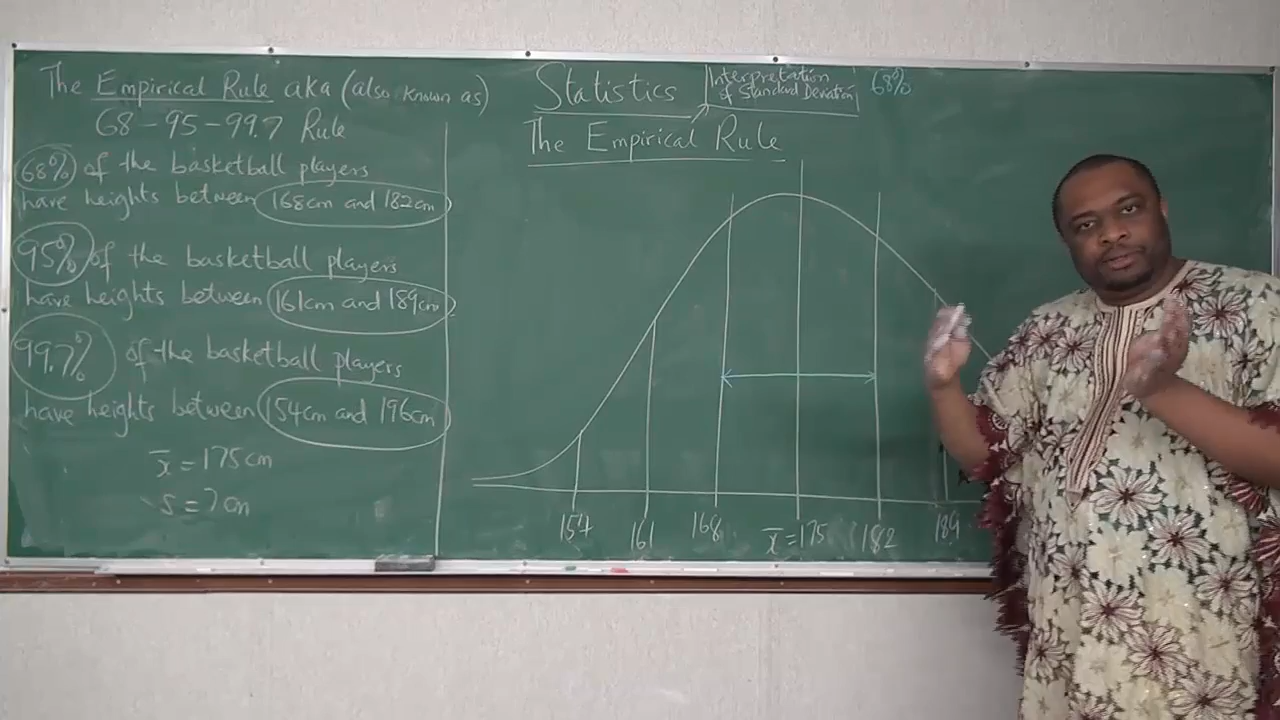 The Empirical Rule aka (also known as)
68-95-99.7 Rule
68% of the basketball players
have heights between 168cm and 182cm
95% of the basketball players
have heights between 161cm and 189cm
99.7% of the basketball players
have heights between 154cm and 196cm
x̄ = 175cm
s = 7cm
Statistics
Interpretation
of Standard Deviation
68%
The Empirical Rule
154
161
168
x̄=175
182
189